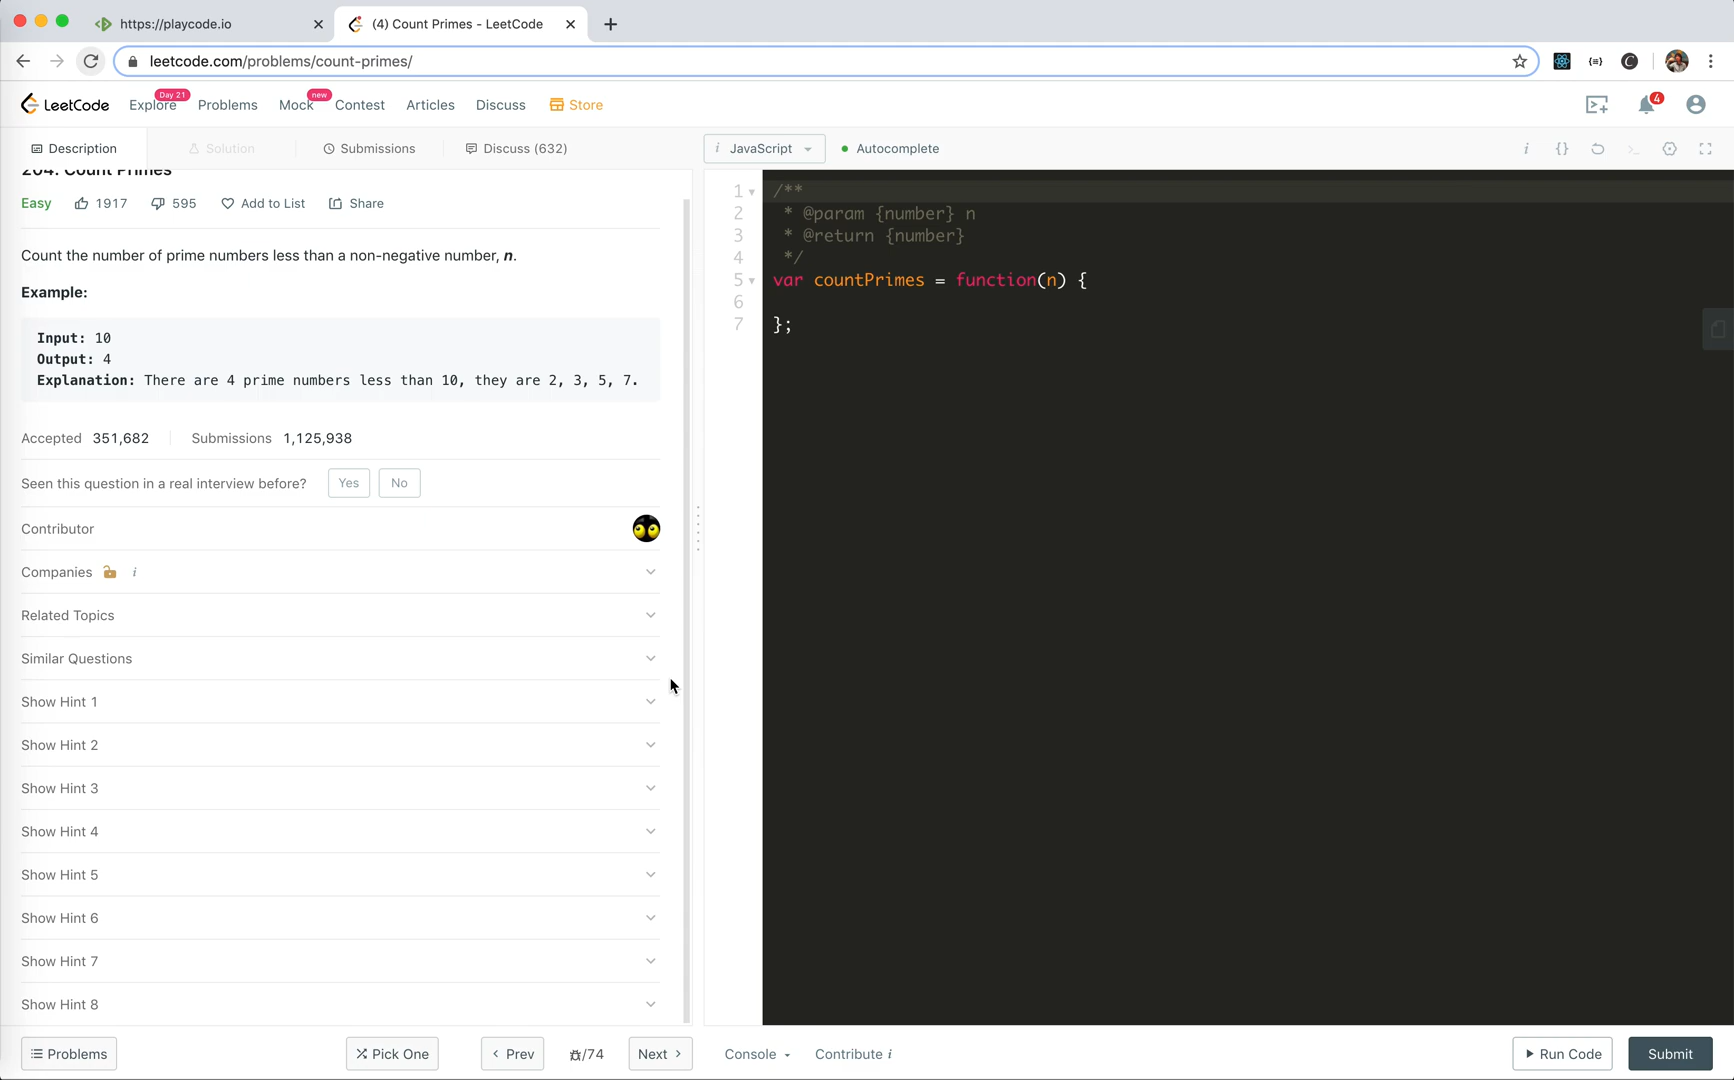 https://playcode.io
(4) Count Primes - LeetCode
leetcode.com/problems/count-primes/
LeetCode Explore Day 21 Problems Mock new Contest Articles Discuss Store
4
Description Solution Submissions Discuss (632)
i JavaScript Autocomplete
i {} >_
204. Count Primes
Easy 1917 595 Add to List Share
Count the number of prime numbers less than a non-negative number, n.
Example:
Input: 10
Output: 4
Explanation: There are 4 prime numbers less than 10, they are 2, 3, 5, 7.
Accepted 351,682 Submissions 1,125,938
Seen this question in a real interview before? Yes No
Contributor
Companies i
Related Topics
Similar Questions
Show Hint 1
Show Hint 2
Show Hint 3
Show Hint 4
Show Hint 5
Show Hint 6
Show Hint 7
Show Hint 8
1 /**
2 * @param {number} n
3 * @return {number}
4 */
5 var countPrimes = function(n) {
6
7 };
Problems Pick One Prev /74 Next Console Contribute i Run Code Submit